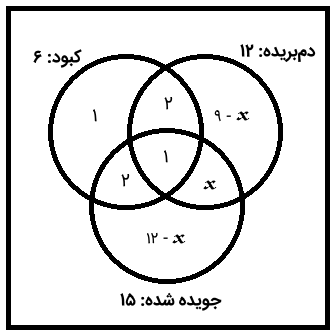 دم‌بریده: ۱۲
کبود: ۶
۱
۲
۹ - x
۱
۲
x
۱۲ - x
جویده شده: ۱۵